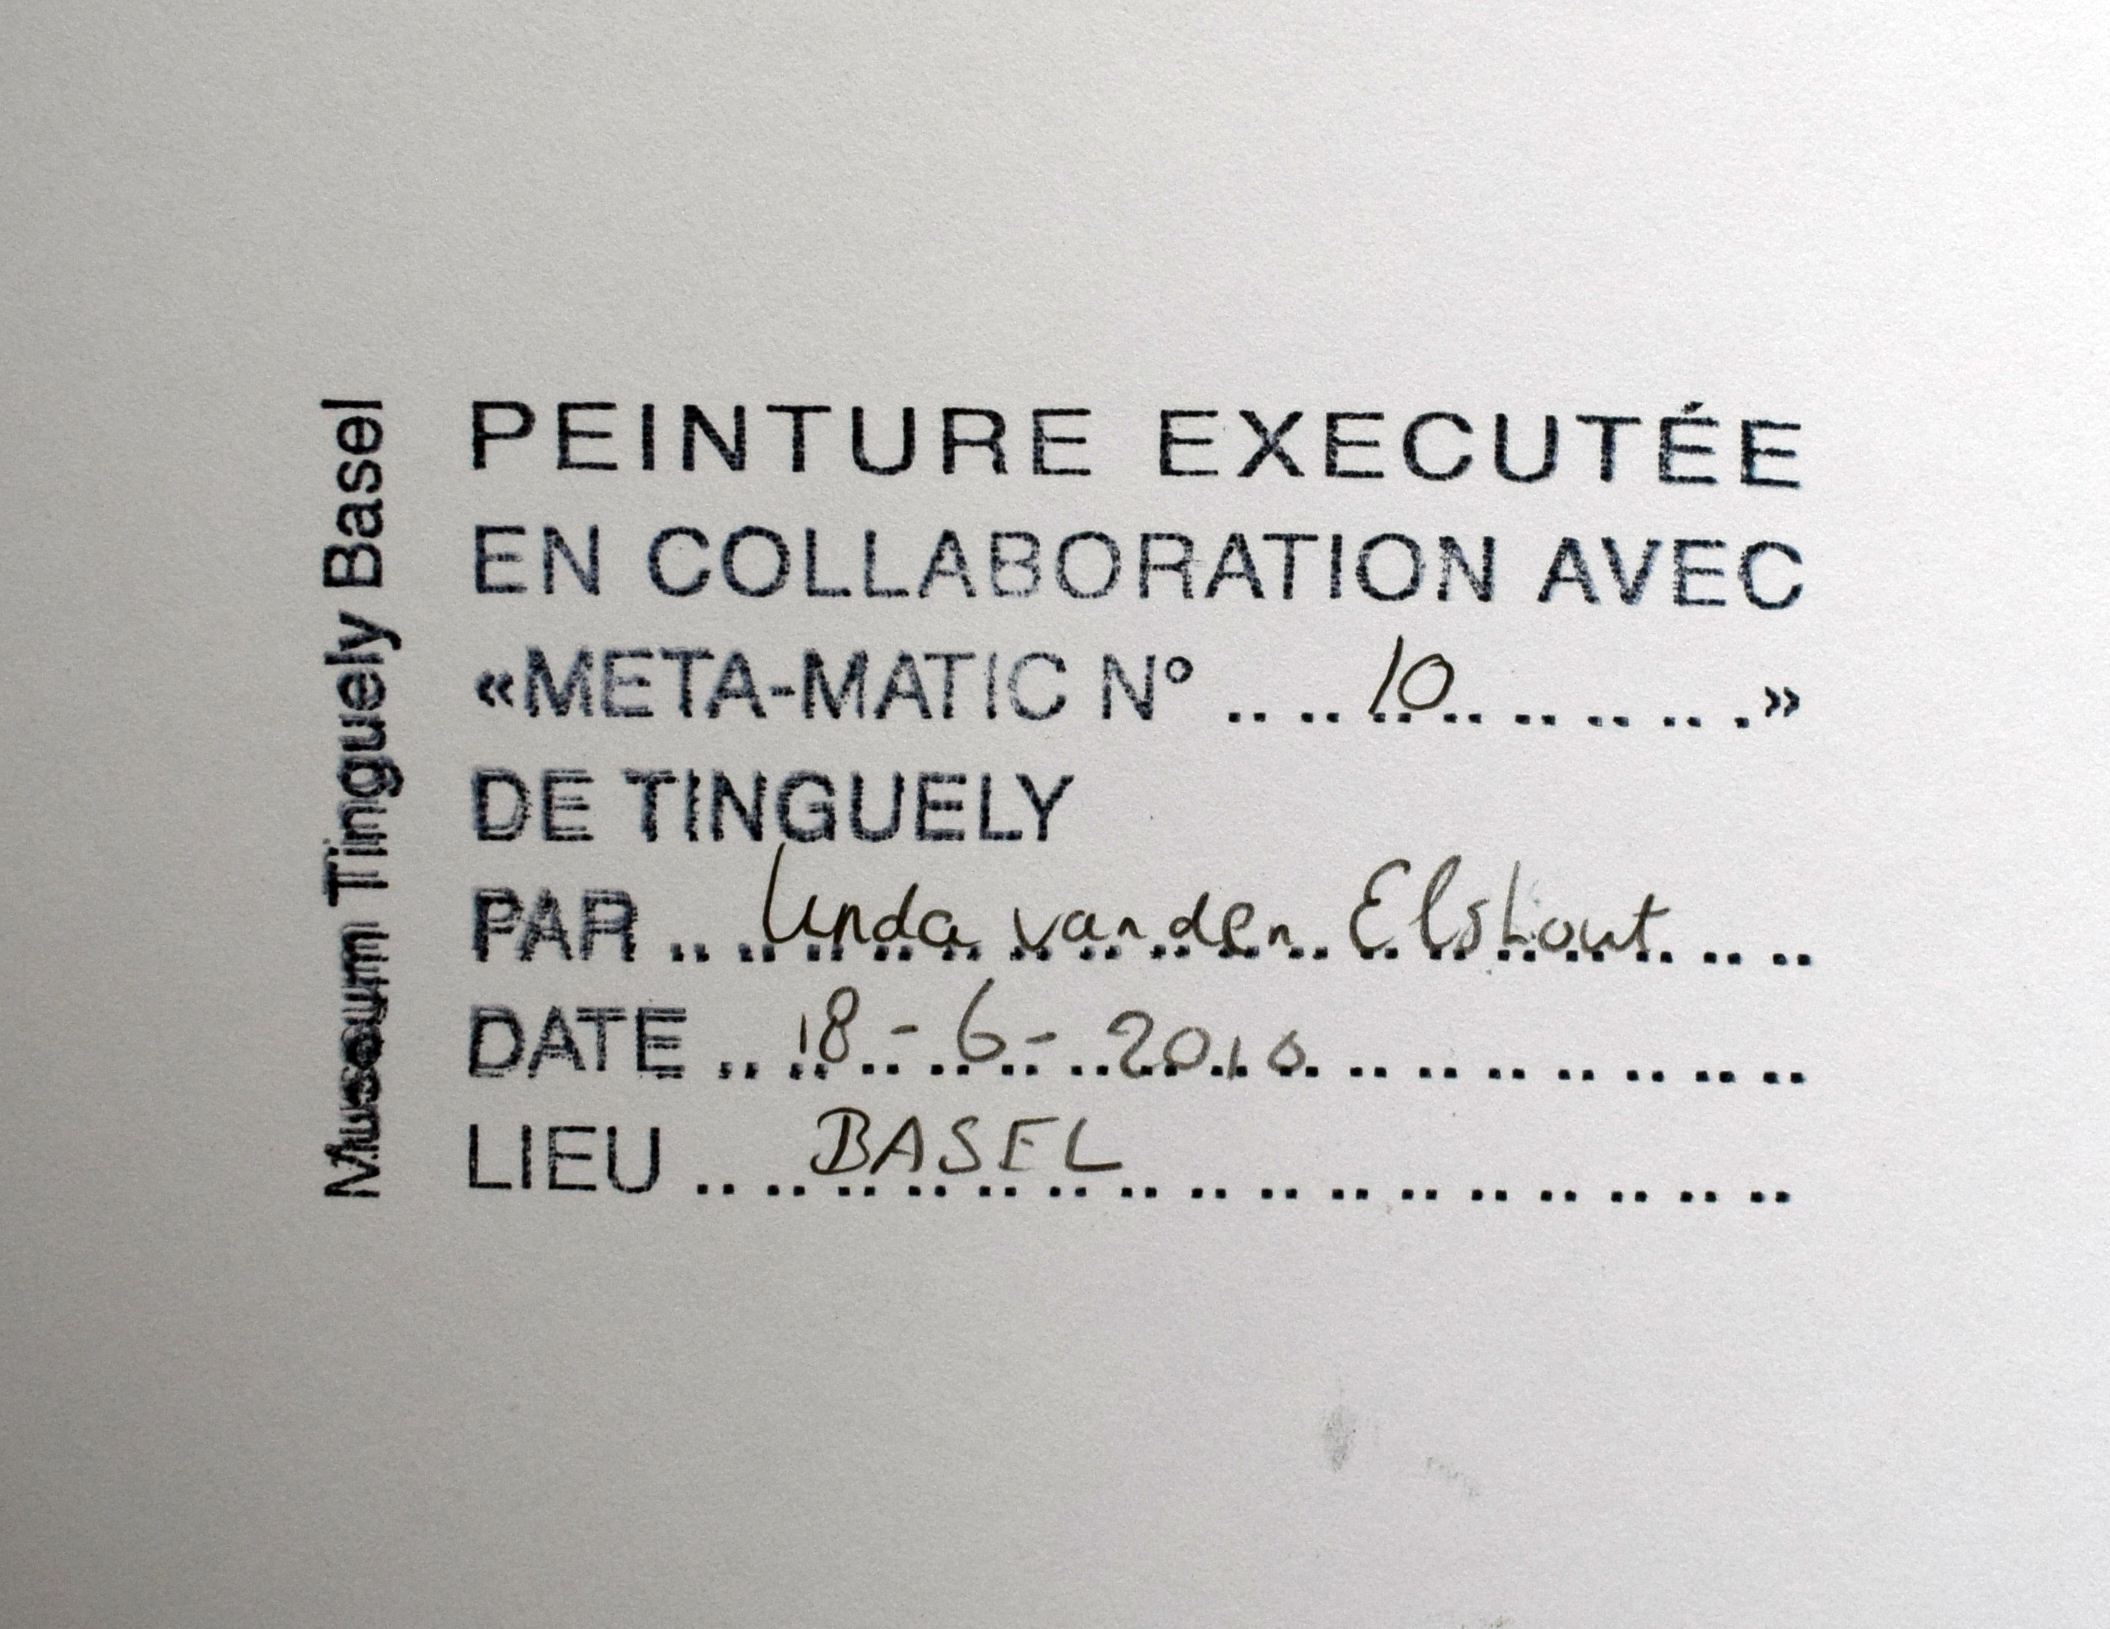 Museum Tinguely Basel
PEINTURE EXECUTÉE
EN COLLABORATION AVEC
«META-MATIC N° .. .. 10 .. .. .. .. .»
DE TINGUELY
PAR .. .. Linda van den Elshout .. ..
DATE .. .. 18 - 6 - 2010 .. .. .. .. .. .. ..
LIEU .. .. BASEL .. .. .. .. .. .. .. .. ..